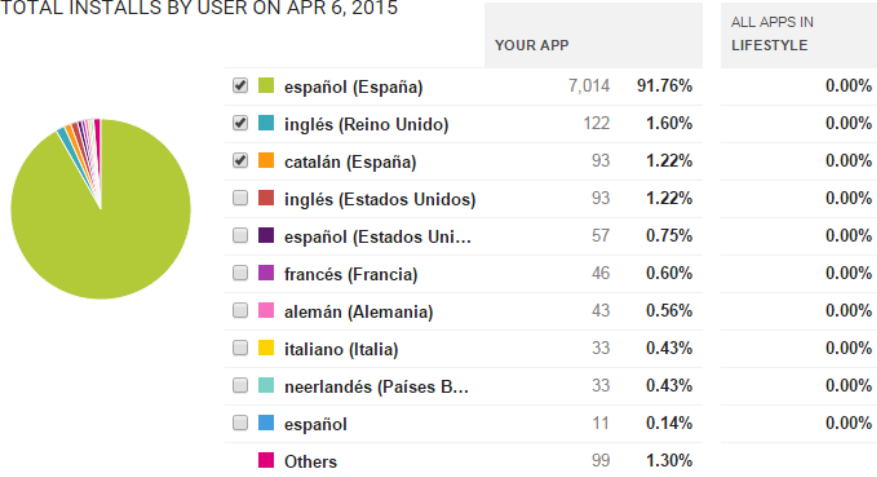 TOTAL INSTALLS BY USER ON APR 6, 2015
YOUR APP
ALL APPS IN
LIFESTYLE
español (España) 7,014 91.76% 0.00%
inglés (Reino Unido) 122 1.60% 0.00%
catalán (España) 93 1.22% 0.00%
inglés (Estados Unidos) 93 1.22% 0.00%
español (Estados Uni... 57 0.75% 0.00%
francés (Francia) 46 0.60% 0.00%
alemán (Alemania) 43 0.56% 0.00%
italiano (Italia) 33 0.43% 0.00%
neerlandés (Países B... 33 0.43% 0.00%
español 11 0.14% 0.00%
Others 99 1.30%